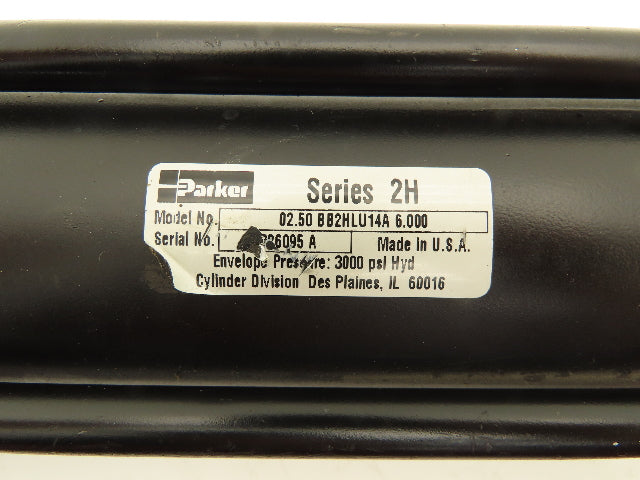 Parker Series 2H
Model No. 02.50 BB2HLU14A 6.000
Serial No. A Made in U.S.A.
Envelope Pressure: 3000 psi Hyd
Cylinder Division Des Plaines, IL 60016